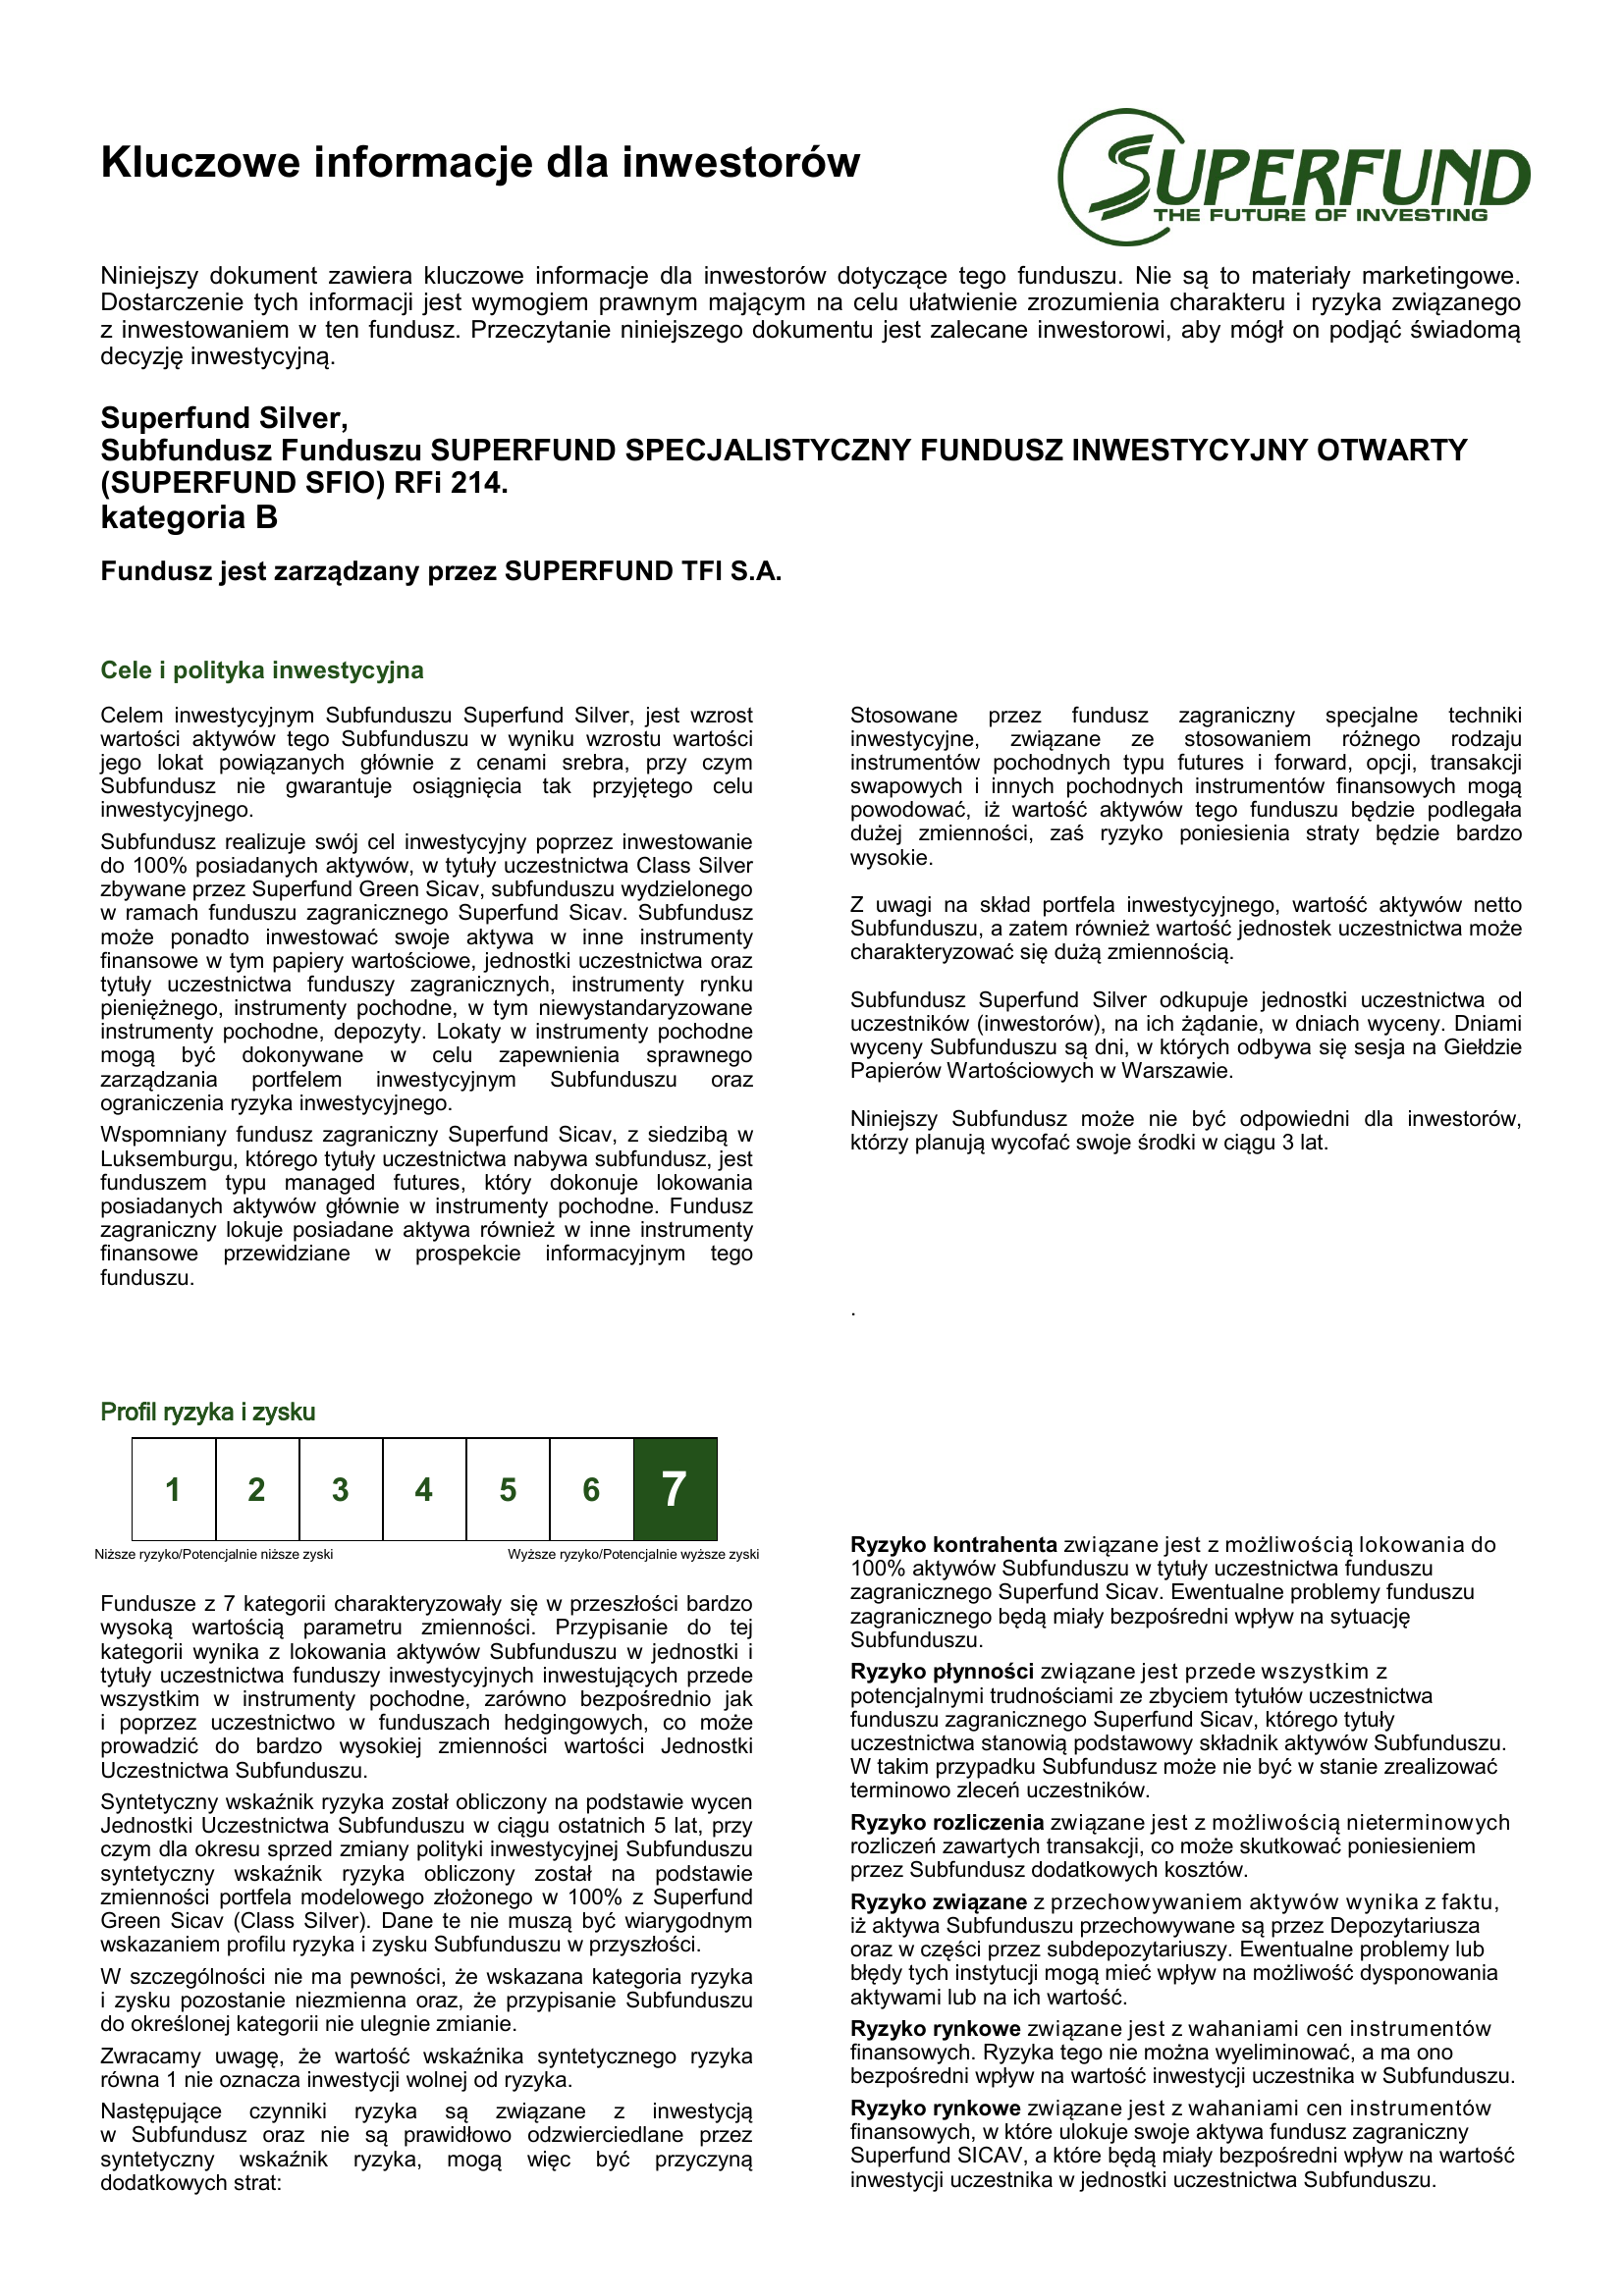 Kluczowe informacje dla inwestorów
SUPERFUND
THE FUTURE OF INVESTING
Niniejszy dokument zawiera kluczowe informacje dla inwestorów dotyczące tego funduszu. Nie są to materiały marketingowe.
Dostarczenie tych informacji jest wymogiem prawnym mającym na celu ułatwienie zrozumienia charakteru i ryzyka związanego
z inwestowaniem w ten fundusz. Przeczytanie niniejszego dokumentu jest zalecane inwestorowi, aby mógł on podjąć świadomą
decyzję inwestycyjną.
Superfund Silver,
Subfundusz Funduszu SUPERFUND SPECJALISTYCZNY FUNDUSZ INWESTYCYJNY OTWARTY
(SUPERFUND SFIO) RFi 214.
kategoria B
Fundusz jest zarządzany przez SUPERFUND TFI S.A.
Cele i polityka inwestycyjna
Celem inwestycyjnym Subfunduszu Superfund Silver, jest wzrost
wartości aktywów tego Subfunduszu w wyniku wzrostu wartości
jego lokat powiązanych głównie z cenami srebra, przy czym
Subfundusz nie gwarantuje osiągnięcia tak przyjętego celu
inwestycyjnego.
Subfundusz realizuje swój cel inwestycyjny poprzez inwestowanie
do 100% posiadanych aktywów, w tytuły uczestnictwa Class Silver
zbywane przez Superfund Green Sicav, subfunduszu wydzielonego
w ramach funduszu zagranicznego Superfund Sicav. Subfundusz
może ponadto inwestować swoje aktywa w inne instrumenty
finansowe w tym papiery wartościowe, jednostki uczestnictwa oraz
tytuły uczestnictwa funduszy zagranicznych, instrumenty rynku
pieniężnego, instrumenty pochodne, w tym niewystandaryzowane
instrumenty pochodne, depozyty. Lokaty w instrumenty pochodne
mogą być dokonywane w celu zapewnienia sprawnego
zarządzania portfelem inwestycyjnym Subfunduszu oraz
ograniczenia ryzyka inwestycyjnego.
Wspomniany fundusz zagraniczny Superfund Sicav, z siedzibą w
Luksemburgu, którego tytuły uczestnictwa nabywa subfundusz, jest
funduszem typu managed futures, który dokonuje lokowania
posiadanych aktywów głównie w instrumenty pochodne. Fundusz
zagraniczny lokuje posiadane aktywa również w inne instrumenty
finansowe przewidziane w prospekcie informacyjnym tego
funduszu.
Stosowane przez fundusz zagraniczny specjalne techniki
inwestycyjne, związane ze stosowaniem różnego rodzaju
instrumentów pochodnych typu futures i forward, opcji, transakcji
swapowych i innych pochodnych instrumentów finansowych mogą
powodować, iż wartość aktywów tego funduszu będzie podlegała
dużej zmienności, zaś ryzyko poniesienia straty będzie bardzo
wysokie.
Z uwagi na skład portfela inwestycyjnego, wartość aktywów netto
Subfunduszu, a zatem również wartość jednostek uczestnictwa może
charakteryzować się dużą zmiennością.
Subfundusz Superfund Silver odkupuje jednostki uczestnictwa od
uczestników (inwestorów), na ich żądanie, w dniach wyceny. Dniami
wyceny Subfunduszu są dni, w których odbywa się sesja na Giełdzie
Papierów Wartościowych w Warszawie.
Niniejszy Subfundusz może nie być odpowiedni dla inwestorów,
którzy planują wycofać swoje środki w ciągu 3 lat.
.
Profil ryzyka i zysku
1 2 3 4 5 6 7
Niższe ryzyko/Potencjalnie niższe zyski Wyższe ryzyko/Potencjalnie wyższe zyski
Fundusze z 7 kategorii charakteryzowały się w przeszłości bardzo
wysoką wartością parametru zmienności. Przypisanie do tej
kategorii wynika z lokowania aktywów Subfunduszu w jednostki i
tytuły uczestnictwa funduszy inwestycyjnych inwestujących przede
wszystkim w instrumenty pochodne, zarówno bezpośrednio jak
i poprzez uczestnictwo w funduszach hedgingowych, co może
prowadzić do bardzo wysokiej zmienności wartości Jednostki
Uczestnictwa Subfunduszu.
Syntetyczny wskaźnik ryzyka został obliczony na podstawie wycen
Jednostki Uczestnictwa Subfunduszu w ciągu ostatnich 5 lat, przy
czym dla okresu sprzed zmiany polityki inwestycyjnej Subfunduszu
syntetyczny wskaźnik ryzyka obliczony został na podstawie
zmienności portfela modelowego złożonego w 100% z Superfund
Green Sicav (Class Silver). Dane te nie muszą być wiarygodnym
wskazaniem profilu ryzyka i zysku Subfunduszu w przyszłości.
W szczególności nie ma pewności, że wskazana kategoria ryzyka
i zysku pozostanie niezmienna oraz, że przypisanie Subfunduszu
do określonej kategorii nie ulegnie zmianie.
Zwracamy uwagę, że wartość wskaźnika syntetycznego ryzyka
równa 1 nie oznacza inwestycji wolnej od ryzyka.
Następujące czynniki ryzyka są związane z inwestycją
w Subfundusz oraz nie są prawidłowo odzwierciedlane przez
syntetyczny wskaźnik ryzyka, mogą więc być przyczyną
dodatkowych strat:
Ryzyko kontrahenta związane jest z możliwością lokowania do
100% aktywów Subfunduszu w tytuły uczestnictwa funduszu
zagranicznego Superfund Sicav. Ewentualne problemy funduszu
zagranicznego będą miały bezpośredni wpływ na sytuację
Subfunduszu.
Ryzyko płynności związane jest przede wszystkim z
potencjalnymi trudnościami ze zbyciem tytułów uczestnictwa
funduszu zagranicznego Superfund Sicav, którego tytuły
uczestnictwa stanowią podstawowy składnik aktywów Subfunduszu.
W takim przypadku Subfundusz może nie być w stanie zrealizować
terminowo zleceń uczestników.
Ryzyko rozliczenia związane jest z możliwością nieterminowych
rozliczeń zawartych transakcji, co może skutkować poniesieniem
przez Subfundusz dodatkowych kosztów.
Ryzyko związane z przechowywaniem aktywów wynika z faktu,
iż aktywa Subfunduszu przechowywane są przez Depozytariusza
oraz w części przez subdepozytariuszy. Ewentualne problemy lub
błędy tych instytucji mogą mieć wpływ na możliwość dysponowania
aktywami lub na ich wartość.
Ryzyko rynkowe związane jest z wahaniami cen instrumentów
finansowych. Ryzyka tego nie można wyeliminować, a ma ono
bezpośredni wpływ na wartość inwestycji uczestnika w Subfunduszu.
Ryzyko rynkowe związane jest z wahaniami cen instrumentów
finansowych, w które ulokuje swoje aktywa fundusz zagraniczny
Superfund SICAV, a które będą miały bezpośredni wpływ na wartość
inwestycji uczestnika w jednostki uczestnictwa Subfunduszu.